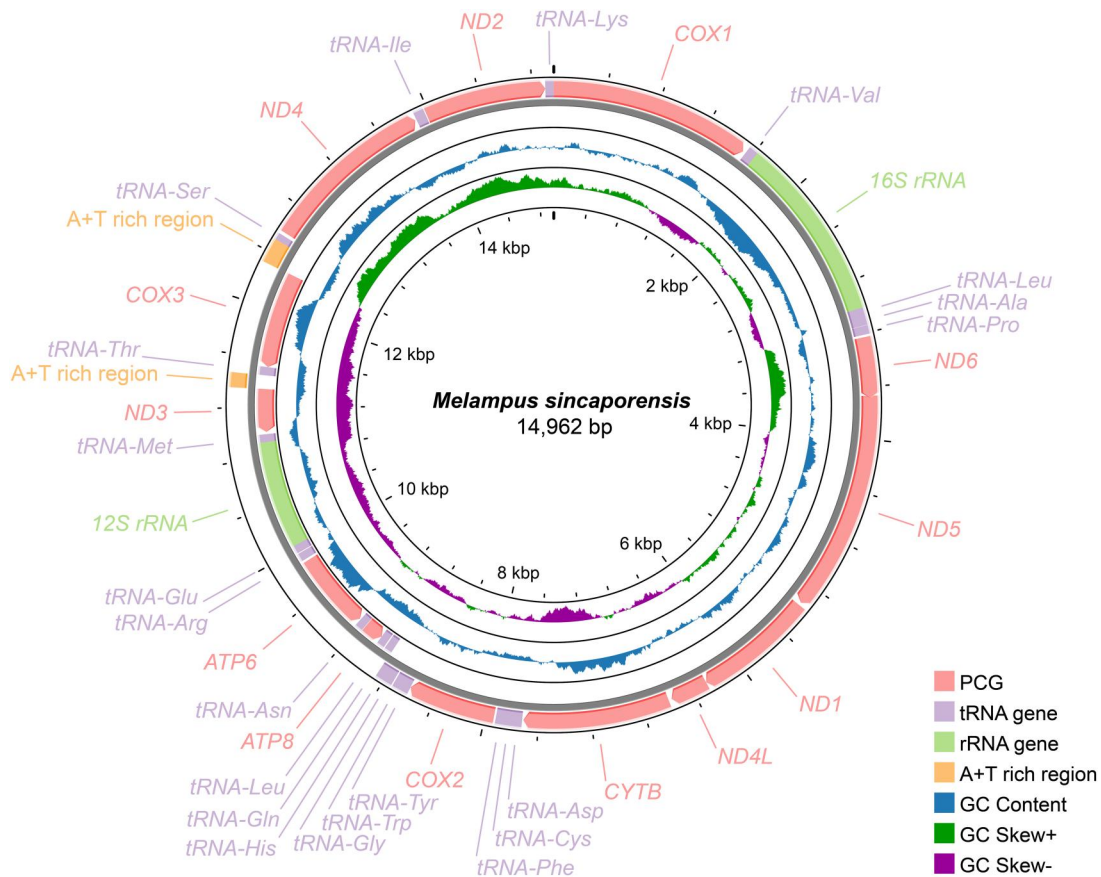 ND2
tRNA-Lys
COX1
tRNA-Ile
tRNA-Val
ND4
16S rRNA
tRNA-Ser
A+T rich region
14 kbp
2 kbp
tRNA-Leu
tRNA-Ala
tRNA-Pro
COX3
tRNA-Thr
A+T rich region
12 kbp
ND6
ND3
Melampus sincaporensis
14,962 bp
4 kbp
tRNA-Met
10 kbp
12S rRNA
ND5
6 kbp
8 kbp
tRNA-Glu
tRNA-Arg
ATP6
tRNA-Asn
ATP8
ND1
ND4L
tRNA-Leu
tRNA-Gln
tRNA-His
tRNA-Gly
tRNA-Trp
tRNA-Tyr
COX2
CYTB
tRNA-Asp
tRNA-Cys
tRNA-Phe
PCG
tRNA gene
rRNA gene
A+T rich region
GC Content
GC Skew+
GC Skew-